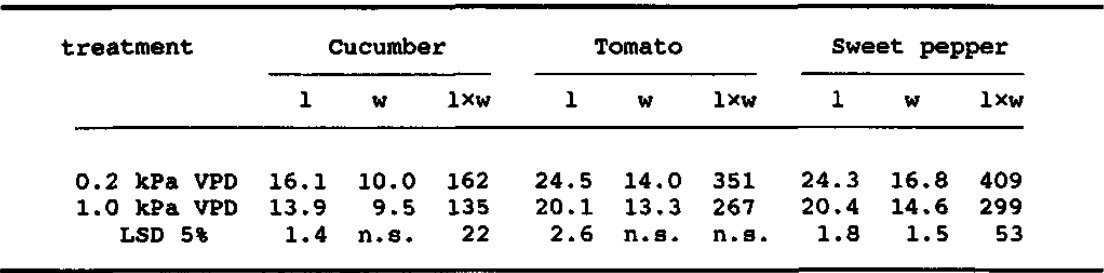 treatment Cucumber Tomato Sweet pepper
l w l×w l w l×w l w l×w
0.2 kPa VPD 16.1 10.0 162 24.5 14.0 351 24.3 16.8 409
1.0 kPa VPD 13.9 9.5 135 20.1 13.3 267 20.4 14.6 299
LSD 5% 1.4 n.s. 22 2.6 n.s. n.s. 1.8 1.5 53